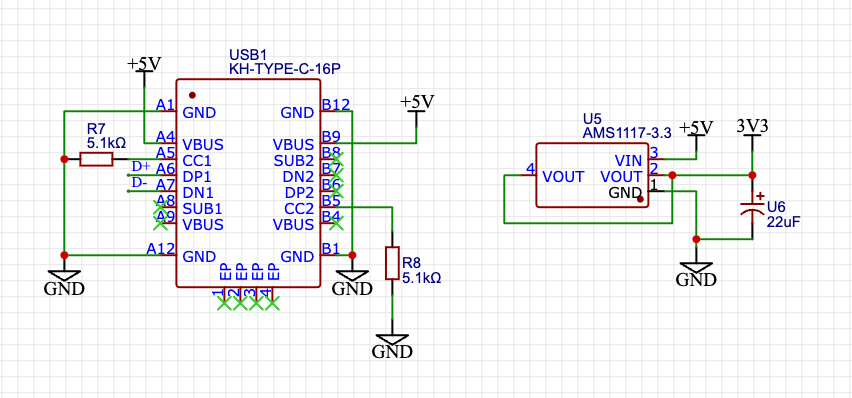 USB1
KH-TYPE-C-16P
+5V
A1
GND
GND
B12
+5V
R7
5.1kΩ
A4
VBUS
VBUS
B9
A5
CC1
SUB2
B8
D+
A6
DP1
DN2
B7
D-
A7
DN1
DP2
B6
A8
SUB1
CC2
B5
A9
VBUS
VBUS
B4
A12
GND
GND
B1
EP
EP
EP
EP
1
2
3
4
GND
GND
R8
5.1kΩ
GND
U5
AMS1117-3.3
+5V
3V3
VIN
3
4
VOUT
VOUT
2
GND
1
+
U6
22uF
GND